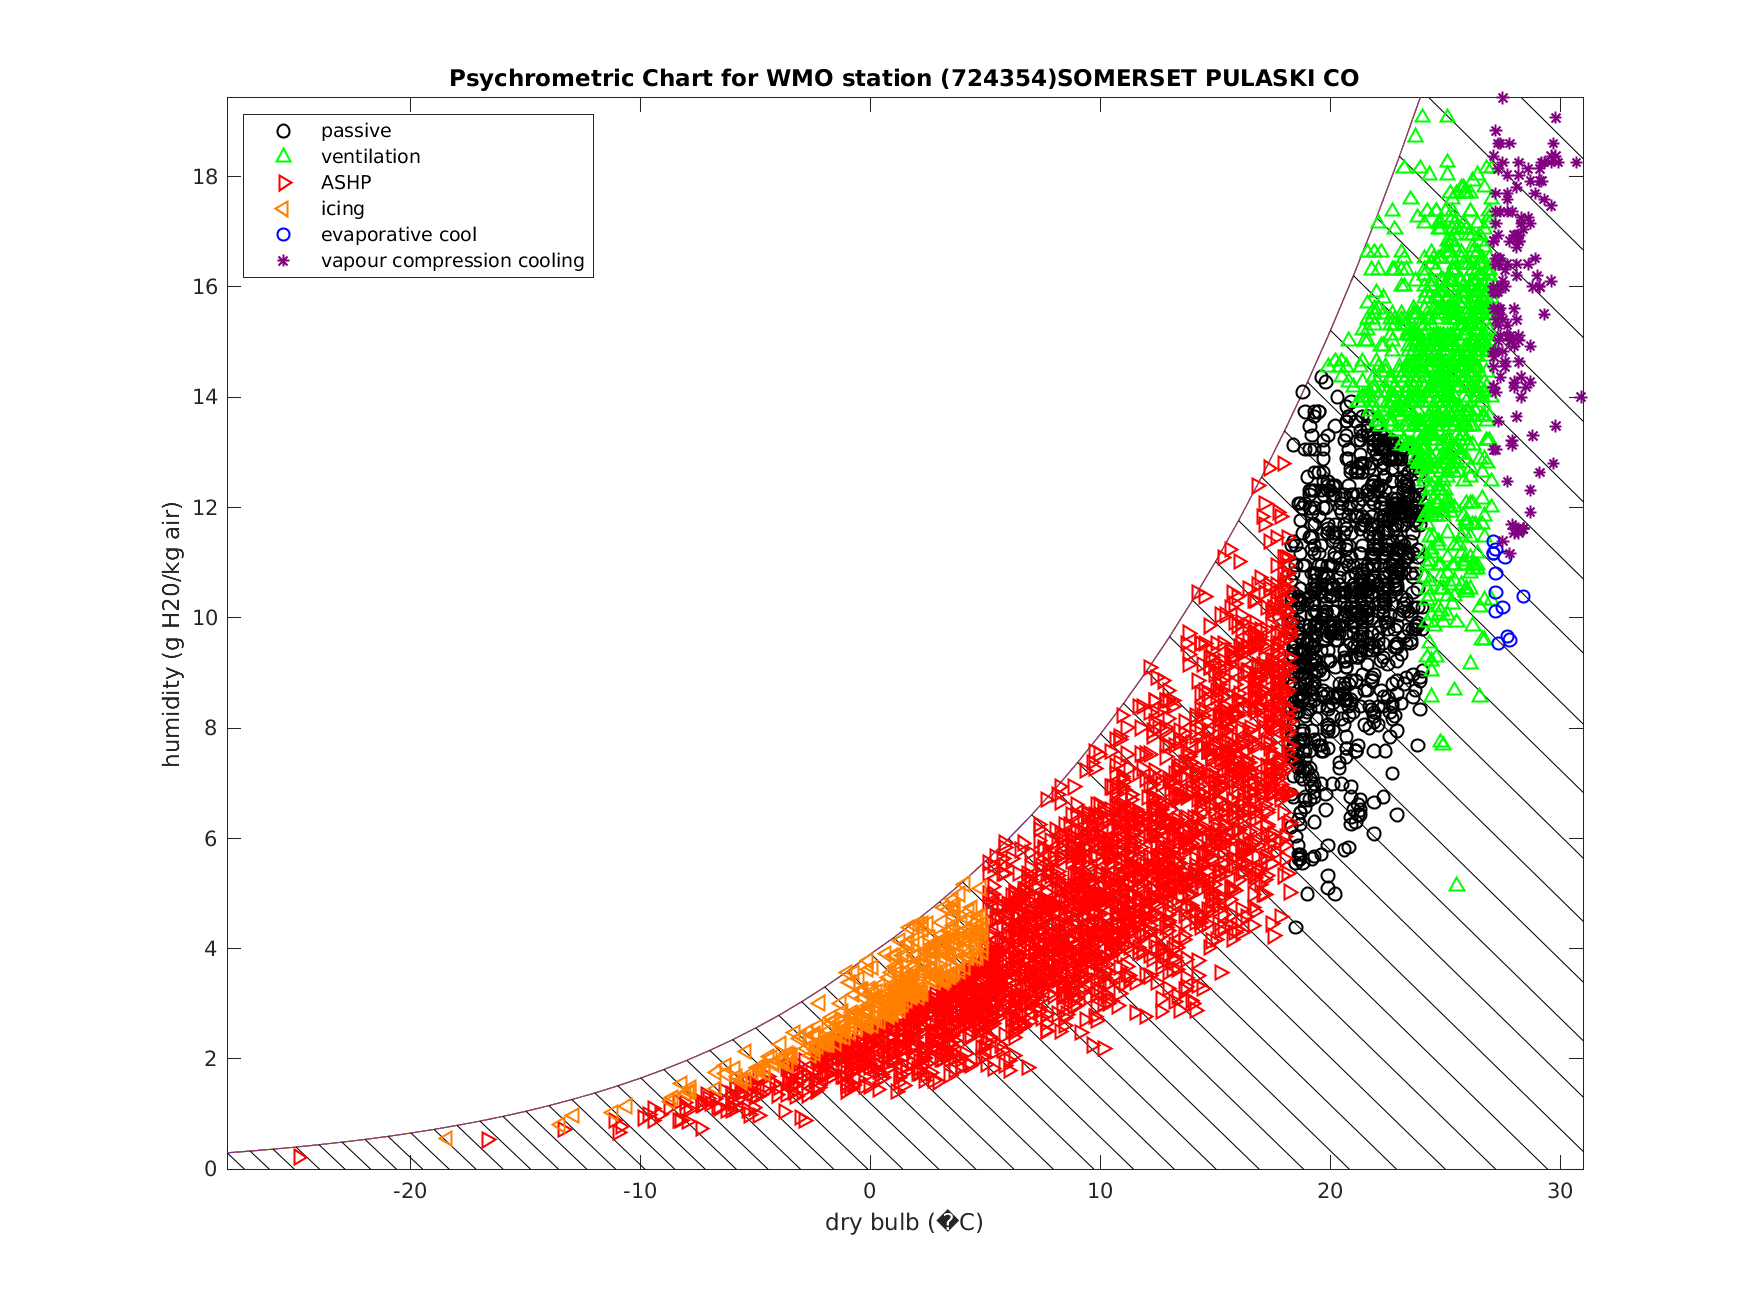 Psychrometric Chart for WMO station (724354)SOMERSET PULASKI CO
passive
ventilation
ASHP
icing
evaporative cool
vapour compression cooling
humidity (g H20/kg air)
18
16
14
12
10
8
6
4
2
0
-20 -10 0 10 20 30
dry bulb (�C)